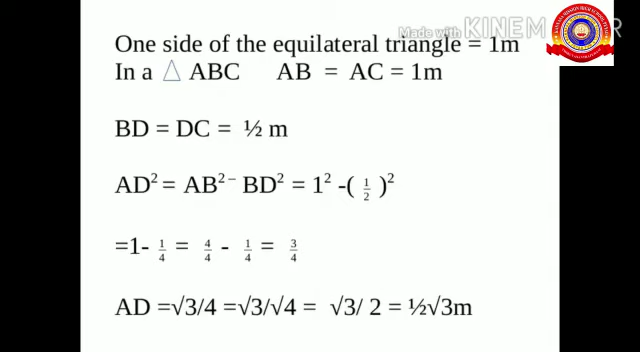 Made with KINEMASTER
One side of the equilateral triangle = 1m
In a △ ABC AB = AC = 1m
BD = DC = ½ m
AD² = AB² − BD² = 1² -( 1/2 )²
=1- 1/4 = 4/4 - 1/4 = 3/4
AD =√3/4 =√3/√4 = √3/ 2 = ½√3m